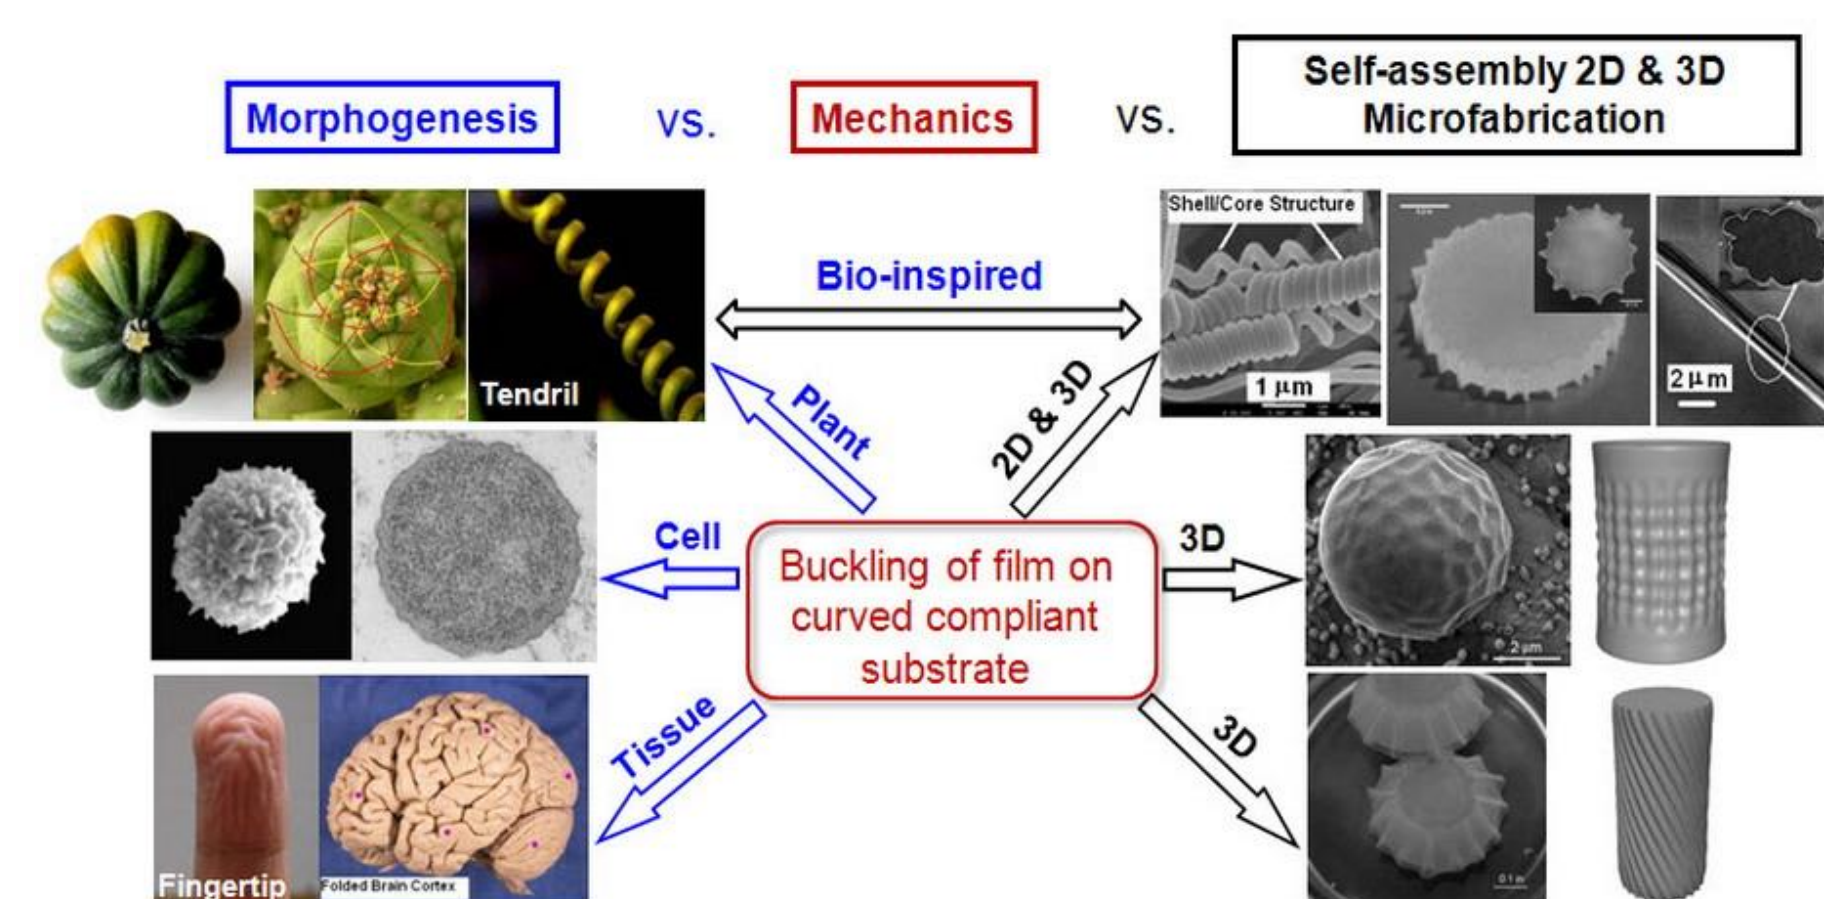 Morphogenesis
vs.
Mechanics
vs.
Self-assembly 2D & 3D
Microfabrication
Tendril
Bio-inspired
Shell/Core Structure
1 μm
2 μm
Plant
2D & 3D
Cell
Buckling of film on
curved compliant
substrate
3D
2 μm
Tissue
3D
Fingertip
Folded Brain Cortex